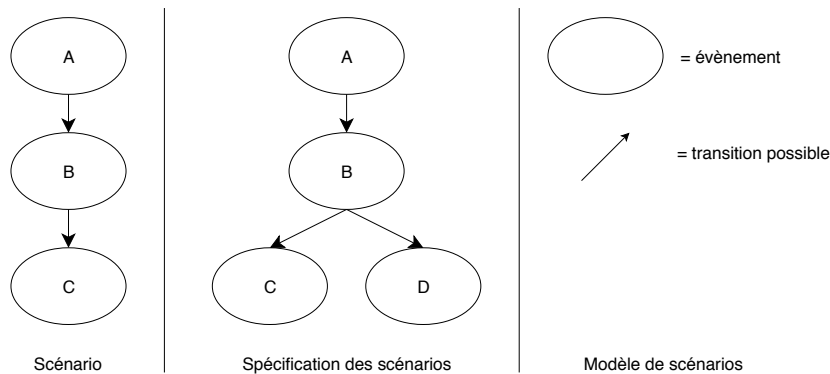 A
B
C
Scénario
A
B
C D
Spécification des scénarios
= évènement
= transition possible
Modèle de scénarios